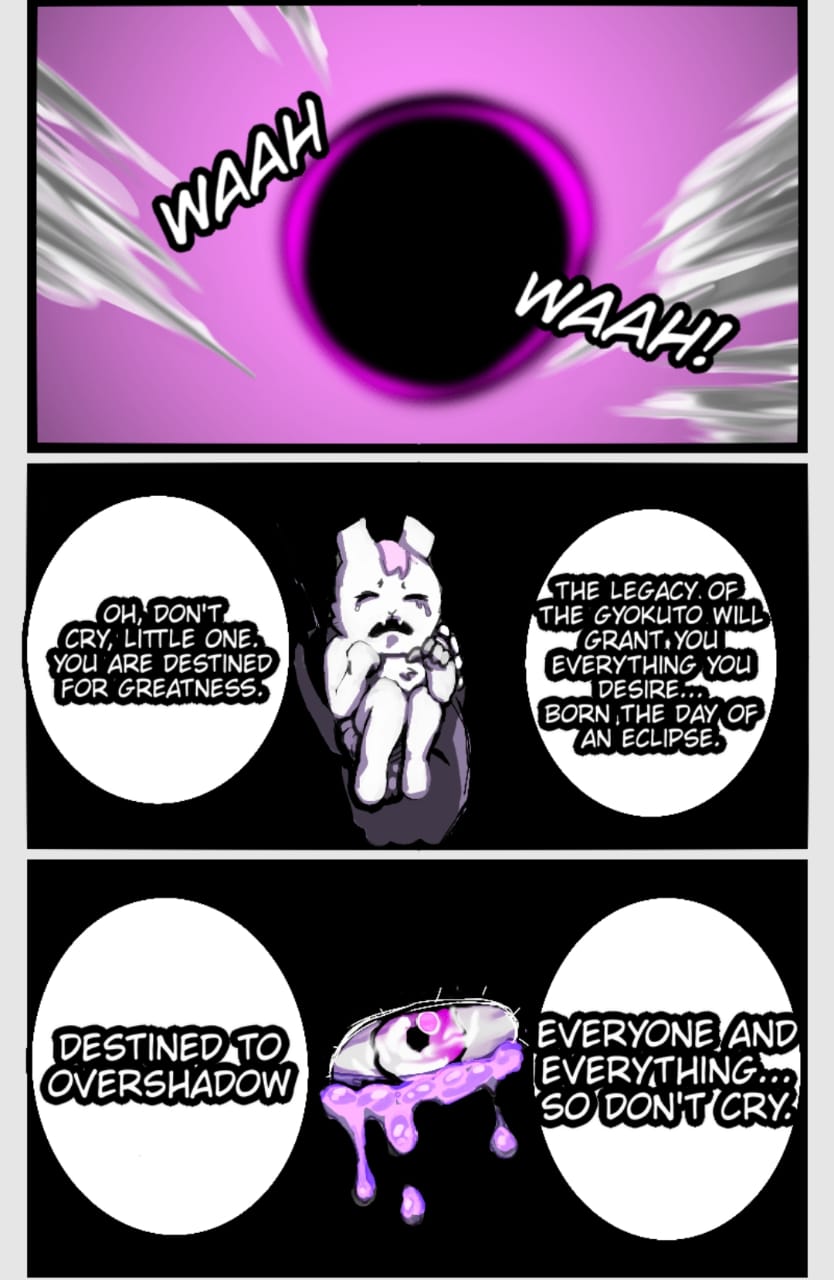 WAAH
WAAH!
OH, DON'T
CRY, LITTLE ONE.
YOU ARE DESTINED
FOR GREATNESS.
THE LEGACY OF
THE GYOKUTO WILL
GRANT YOU
EVERYTHING YOU
DESIRE...
BORN THE DAY OF
AN ECLIPSE.
DESTINED TO
OVERSHADOW
EVERYONE AND
EVERYTHING...
SO DON'T CRY.